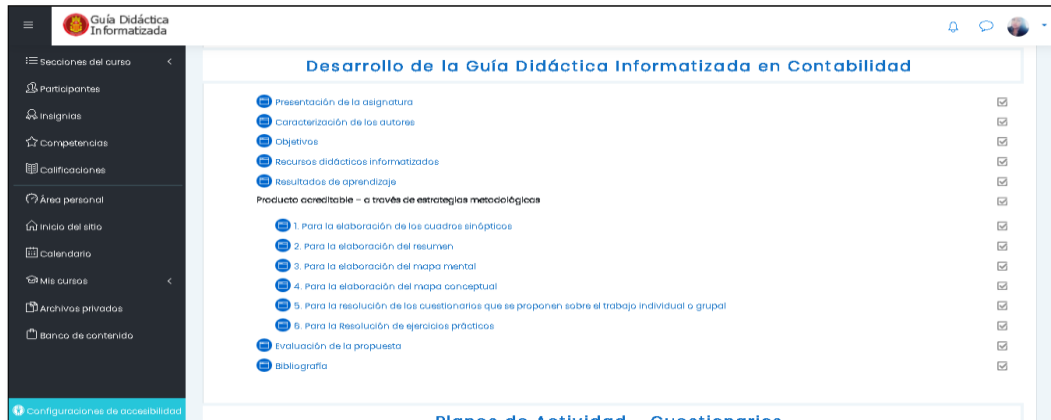 Guía Didáctica
Informatizada
Secciones del curso
Participantes
Insignias
Competencias
Calificaciones
Área personal
Inicio del sitio
Calendario
Mis cursos
Archivos privados
Banco de contenido
Configuraciones de accesibilidad
Desarrollo de la Guía Didáctica Informatizada en Contabilidad
Presentación de la asignatura
Caracterización de los autores
Objetivos
Recursos didácticos informatizados
Resultados de aprendizaje
Producto acreditable – a través de estrategias metodológicas
1. Para la elaboración de los cuadros sinópticos
2. Para la elaboración del resumen
3. Para la elaboración del mapa mental
4. Para la elaboración del mapa conceptual
5. Para la resolución de los cuestionarios que se proponen sobre el trabajo individual o grupal
6. Para la Resolución de ejercicios prácticos
Evaluación de la propuesta
Bibliografía
Planes de Actividad – Cuestionarios